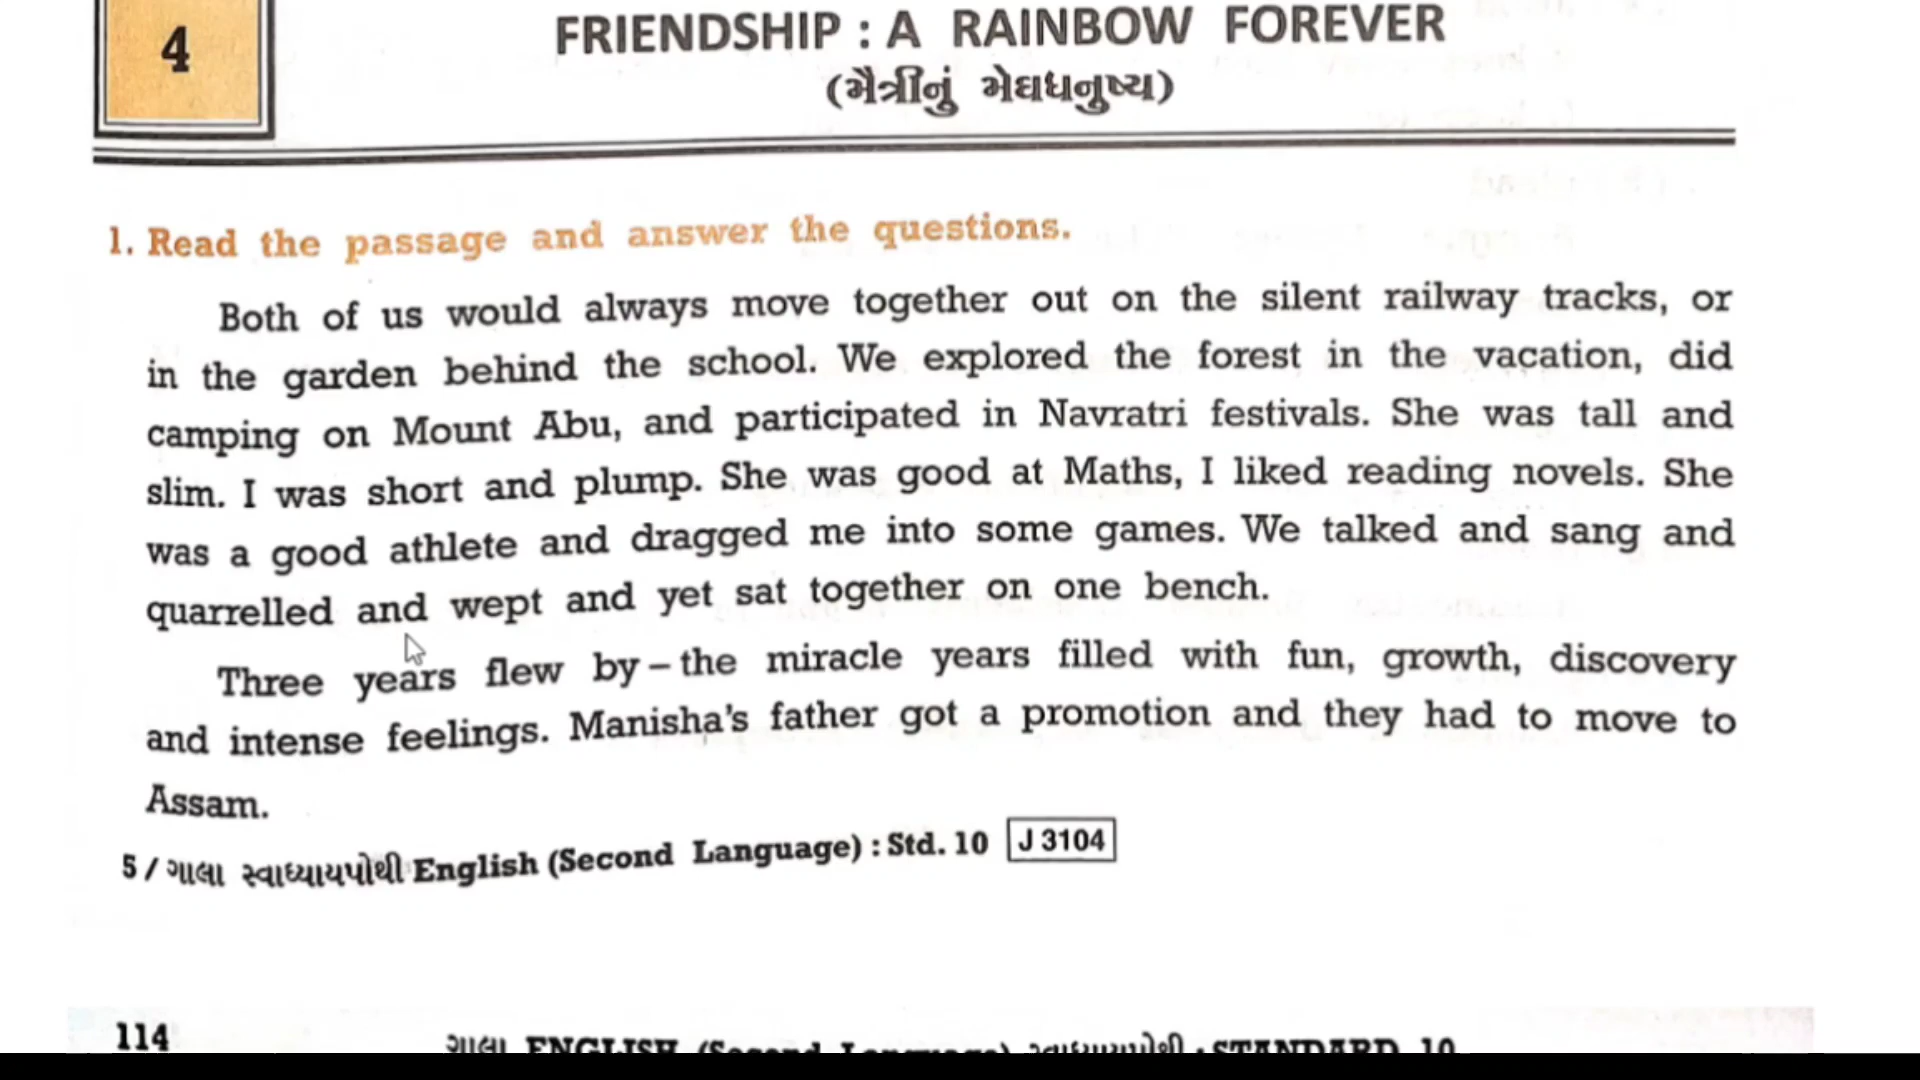 4
FRIENDSHIP : A RAINBOW FOREVER
(મૈત્રીનું મેઘધનુષ્ય)
1. Read the passage and answer the questions.
Both of us would always move together out on the silent railway tracks, or
in the garden behind the school. We explored the forest in the vacation, did
camping on Mount Abu, and participated in Navratri festivals. She was tall and
slim. I was short and plump. She was good at Maths, I liked reading novels. She
was a good athlete and dragged me into some games. We talked and sang and
quarrelled and wept and yet sat together on one bench.
Three years flew by – the miracle years filled with fun, growth, discovery
and intense feelings. Manisha's father got a promotion and they had to move to
Assam.
5 / ગાલા સ્વાધ્યાયપોથી English (Second Language) : Std. 10 J 3104
114
ગાલા ENGLISH (Second Language) સ્વાધ્યાયપોથી : STANDARD 10